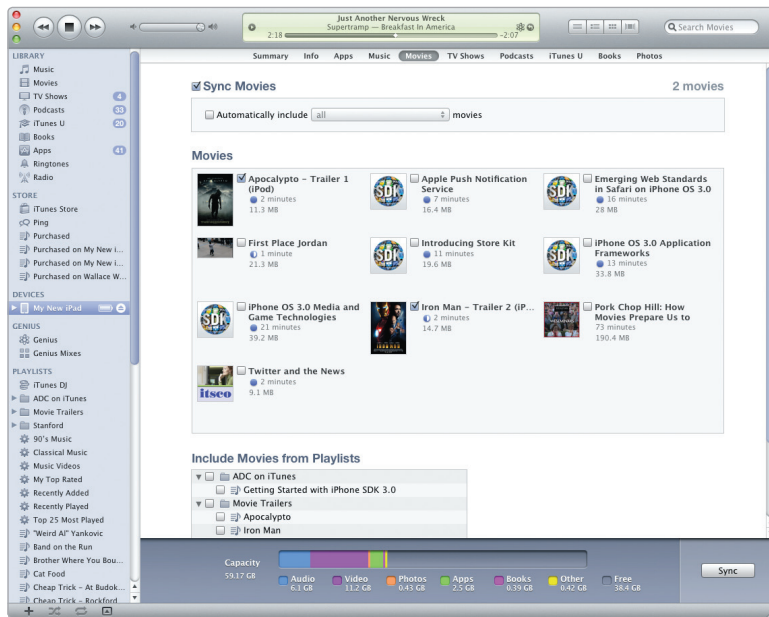 Just Another Nervous Wreck
Supertramp — Breakfast In America
2:18
-2:07
Search Movies
LIBRARY
Music
Movies
TV Shows 4
Podcasts 33
iTunes U 20
Books
Apps 41
Ringtones
Radio
STORE
iTunes Store
Ping
Purchased
Purchased on My New i...
Purchased on My New i...
Purchased on Wallace W...
DEVICES
My New iPad
GENIUS
Genius
Genius Mixes
PLAYLISTS
iTunes DJ
ADC on iTunes
Movie Trailers
Stanford
90's Music
Classical Music
Music Videos
My Top Rated
Recently Added
Recently Played
Top 25 Most Played
"Weird Al" Yankovic
Band on the Run
Brother Where You Bou...
Cat Food
Cheap Trick – At Budok...
Cheap Trick – Rockford
Summary Info Apps Music Movies TV Shows Podcasts iTunes U Books Photos
Sync Movies 2 movies
Automatically include all movies
Movies
Apocalypto – Trailer 1
(iPod)
2 minutes
11.3 MB
SDK
Apple Push Notification
Service
7 minutes
16.4 MB
SDK
Emerging Web Standards
in Safari on iPhone OS 3.0
16 minutes
28 MB
First Place Jordan
1 minute
21.3 MB
SDK
Introducing Store Kit
11 minutes
19.6 MB
SDK
iPhone OS 3.0 Application
Frameworks
13 minutes
33.8 MB
SDK
iPhone OS 3.0 Media and
Game Technologies
21 minutes
39.2 MB
Iron Man – Trailer 2 (iP...
2 minutes
14.7 MB
Pork Chop Hill: How
Movies Prepare Us to
73 minutes
190.4 MB
itseo
Twitter and the News
2 minutes
9.1 MB
Include Movies from Playlists
ADC on iTunes
Getting Started with iPhone SDK 3.0
Movie Trailers
Apocalypto
Iron Man
Capacity
59.17 GB
Audio
6.1 GB
Video
11.2 GB
Photos
0.43 GB
Apps
2.5 GB
Books
0.39 GB
Other
0.42 GB
Free
38.4 GB
Sync